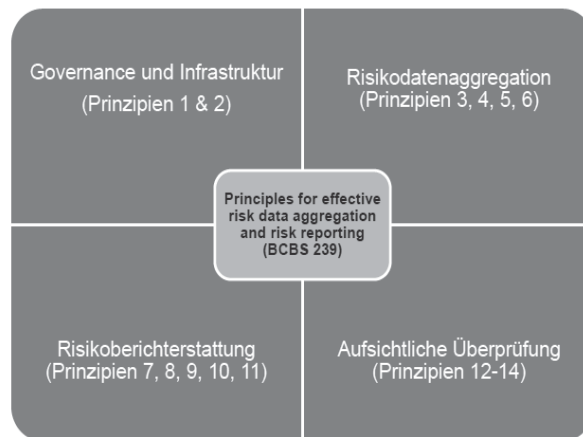 Governance und Infrastruktur
(Prinzipien 1 & 2)
Risikodatenaggregation
(Prinzipien 3, 4, 5, 6)
Principles for effective
risk data aggregation
and risk reporting
(BCBS 239)
Risikoberichterstattung
(Prinzipien 7, 8, 9, 10, 11)
Aufsichtliche Überprüfung
(Prinzipien 12-14)